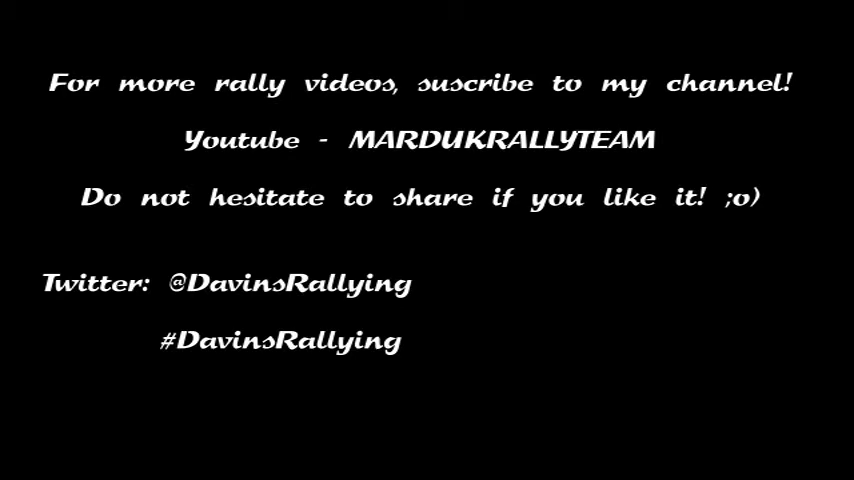 For more rally videos, suscribe to my channel!
Youtube - MARDUKRALLYTEAM
Do not hesitate to share if you like it! ;o)
Twitter: @DavinsRallying
#DavinsRallying